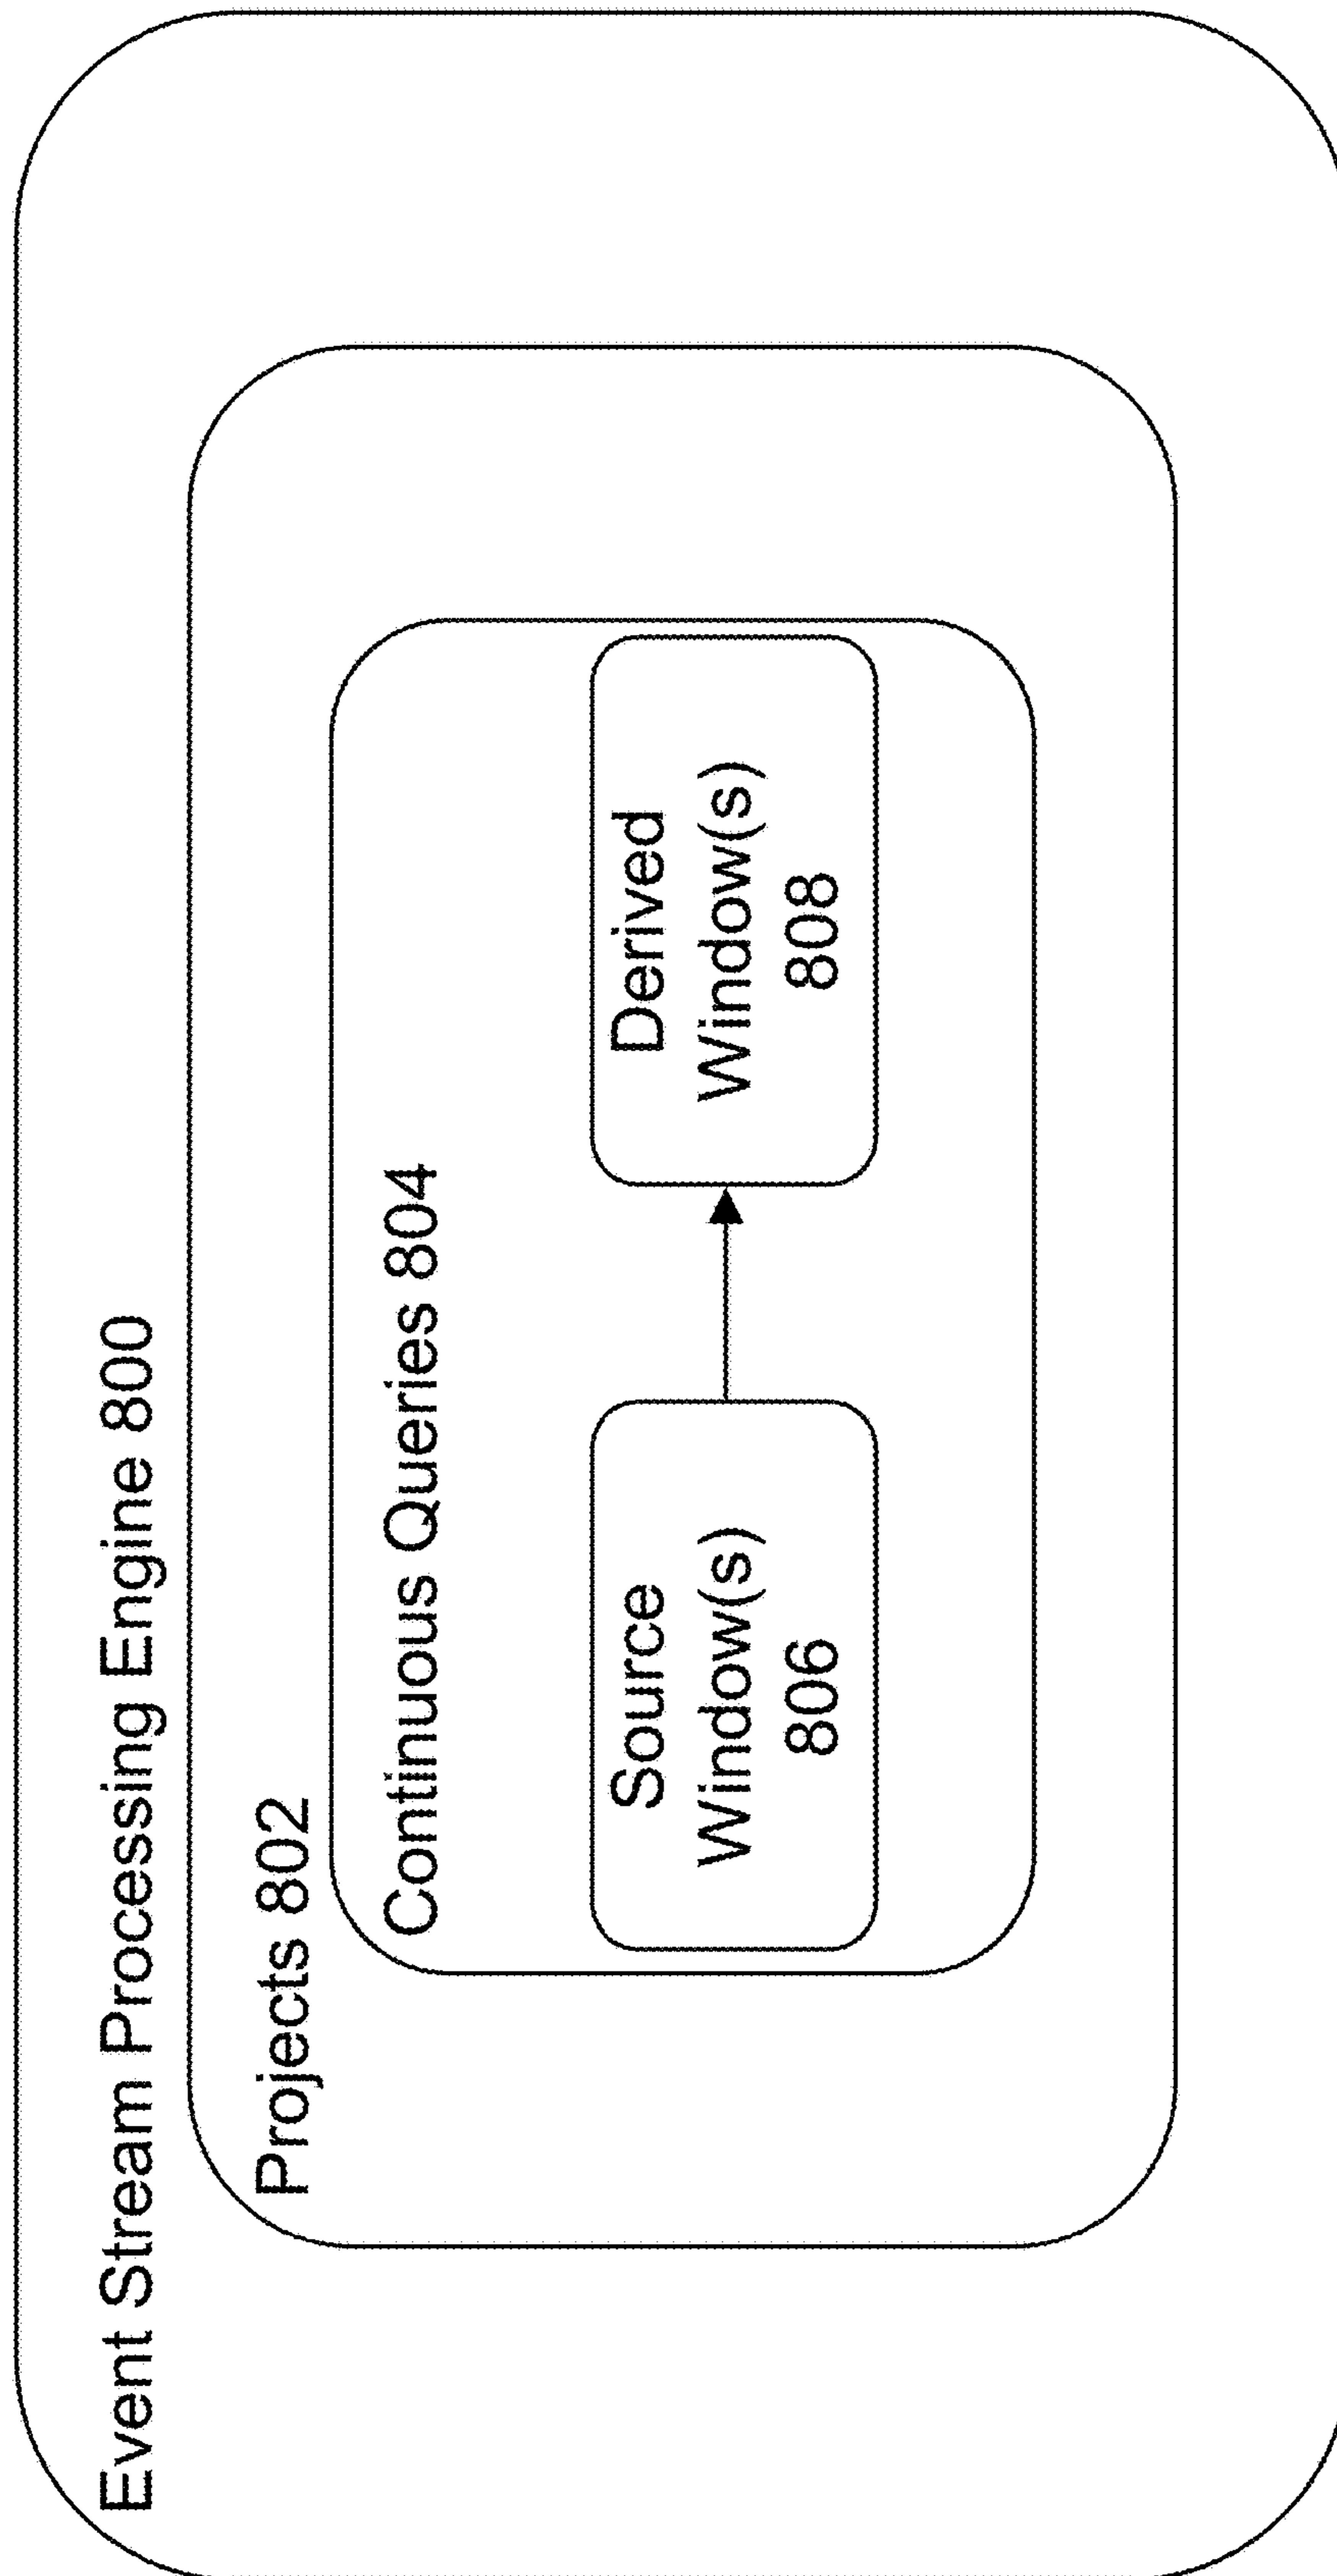 Event Stream Processing Engine 800
Projects 802
Continuous Queries 804
Source
Window(s)
806
Derived
Window(s)
808